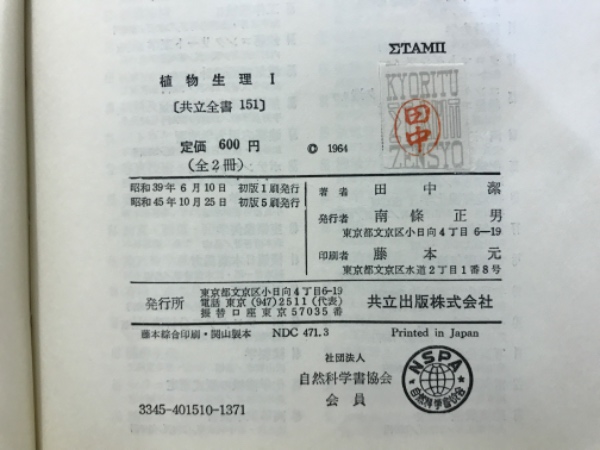 ΣTAMΠ
植物生理 I
〔共立全書 151〕
KYORITU
田中
ZENSYO
定価 600 円
（全2冊）
© 1964
昭和39年 6月10日 初版1刷発行
昭和45年10月25日 初版5刷発行
著者 田中潔
発行者 南條正男
東京都文京区小日向4丁目 6—19
印刷者 藤本元
東京都文京区水道2丁目1番8号
発行所
東京都文京区小日向4丁目6-19
電話 東京 (947) 2511 (代表)
振替口座東京 57035 番
共立出版株式会社
藤本綜合印刷・関山製本 NDC 471.3 Printed in Japan
社団法人
自然科学書協会
会員
NSPA
自然科学書協会
3345-401510-1371